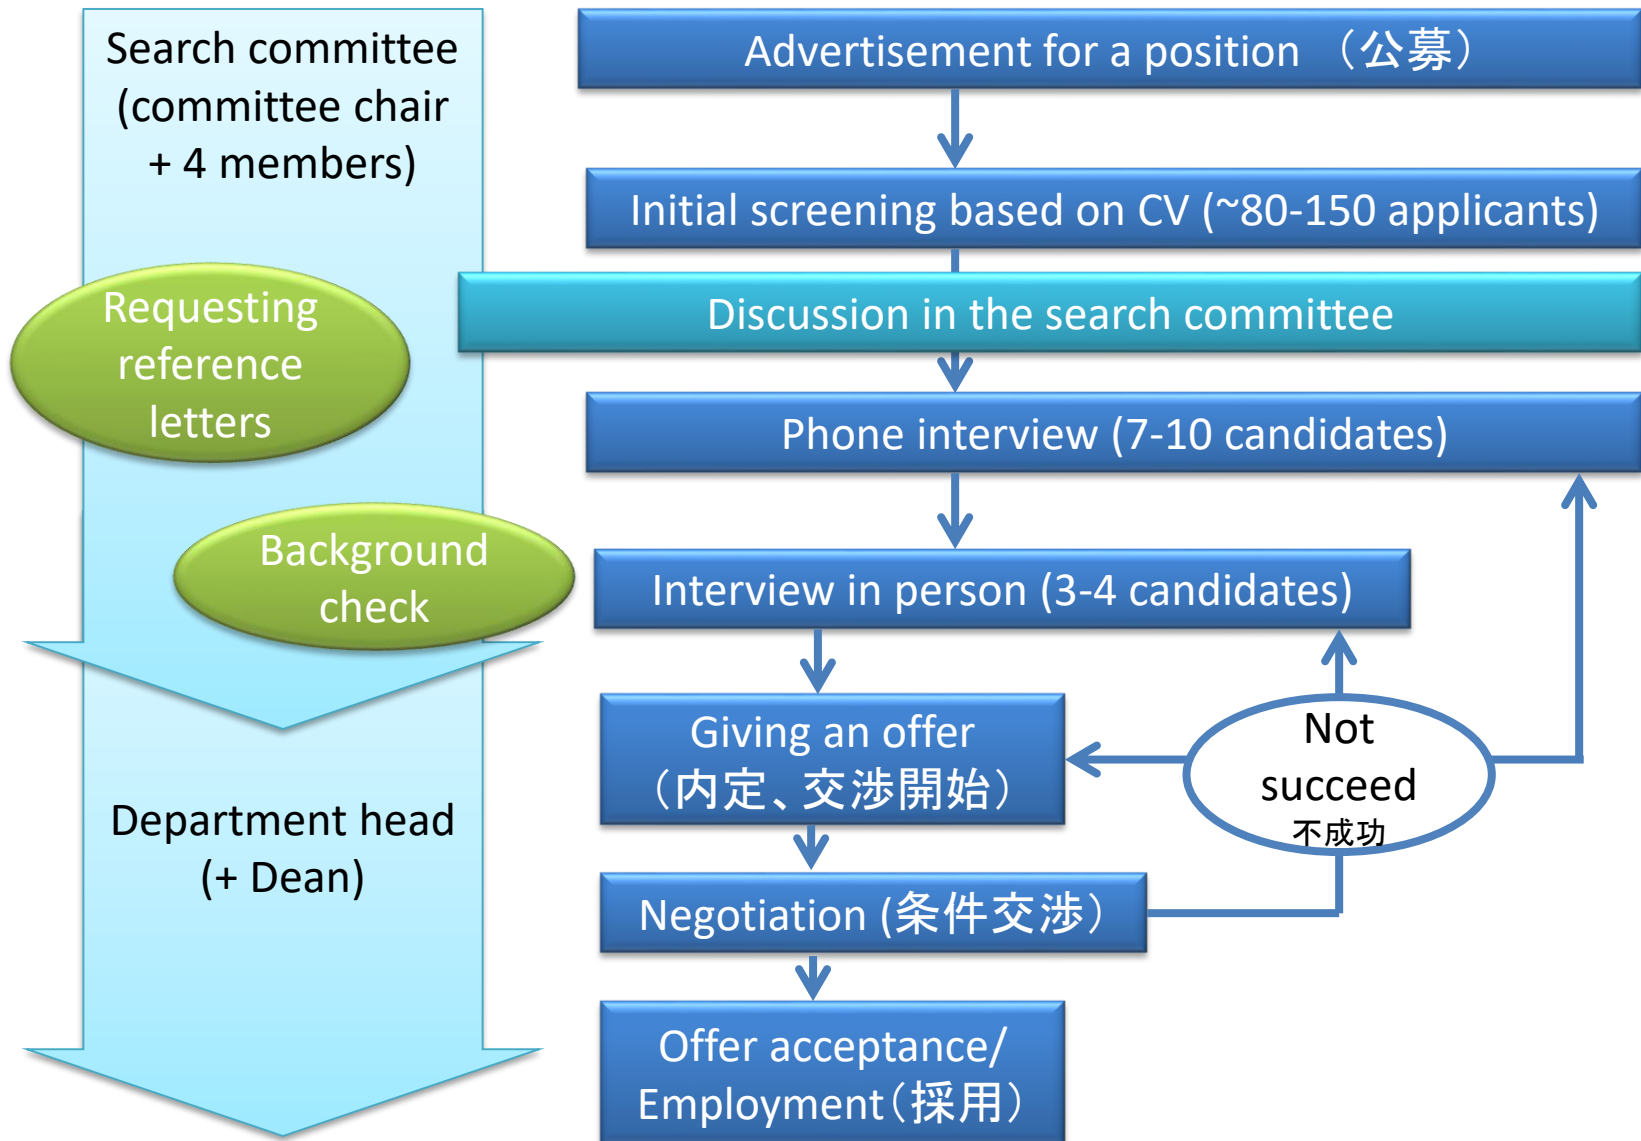 Search committee
(committee chair
+ 4 members)
Requesting
reference
letters
Background
check
Department head
(+ Dean)
Advertisement for a position （公募）
Initial screening based on CV (~80-150 applicants)
Discussion in the search committee
Phone interview (7-10 candidates)
Interview in person (3-4 candidates)
Giving an offer
（内定、交渉開始）
Not
succeed
不成功
Negotiation (条件交渉）
Offer acceptance/
Employment（採用）